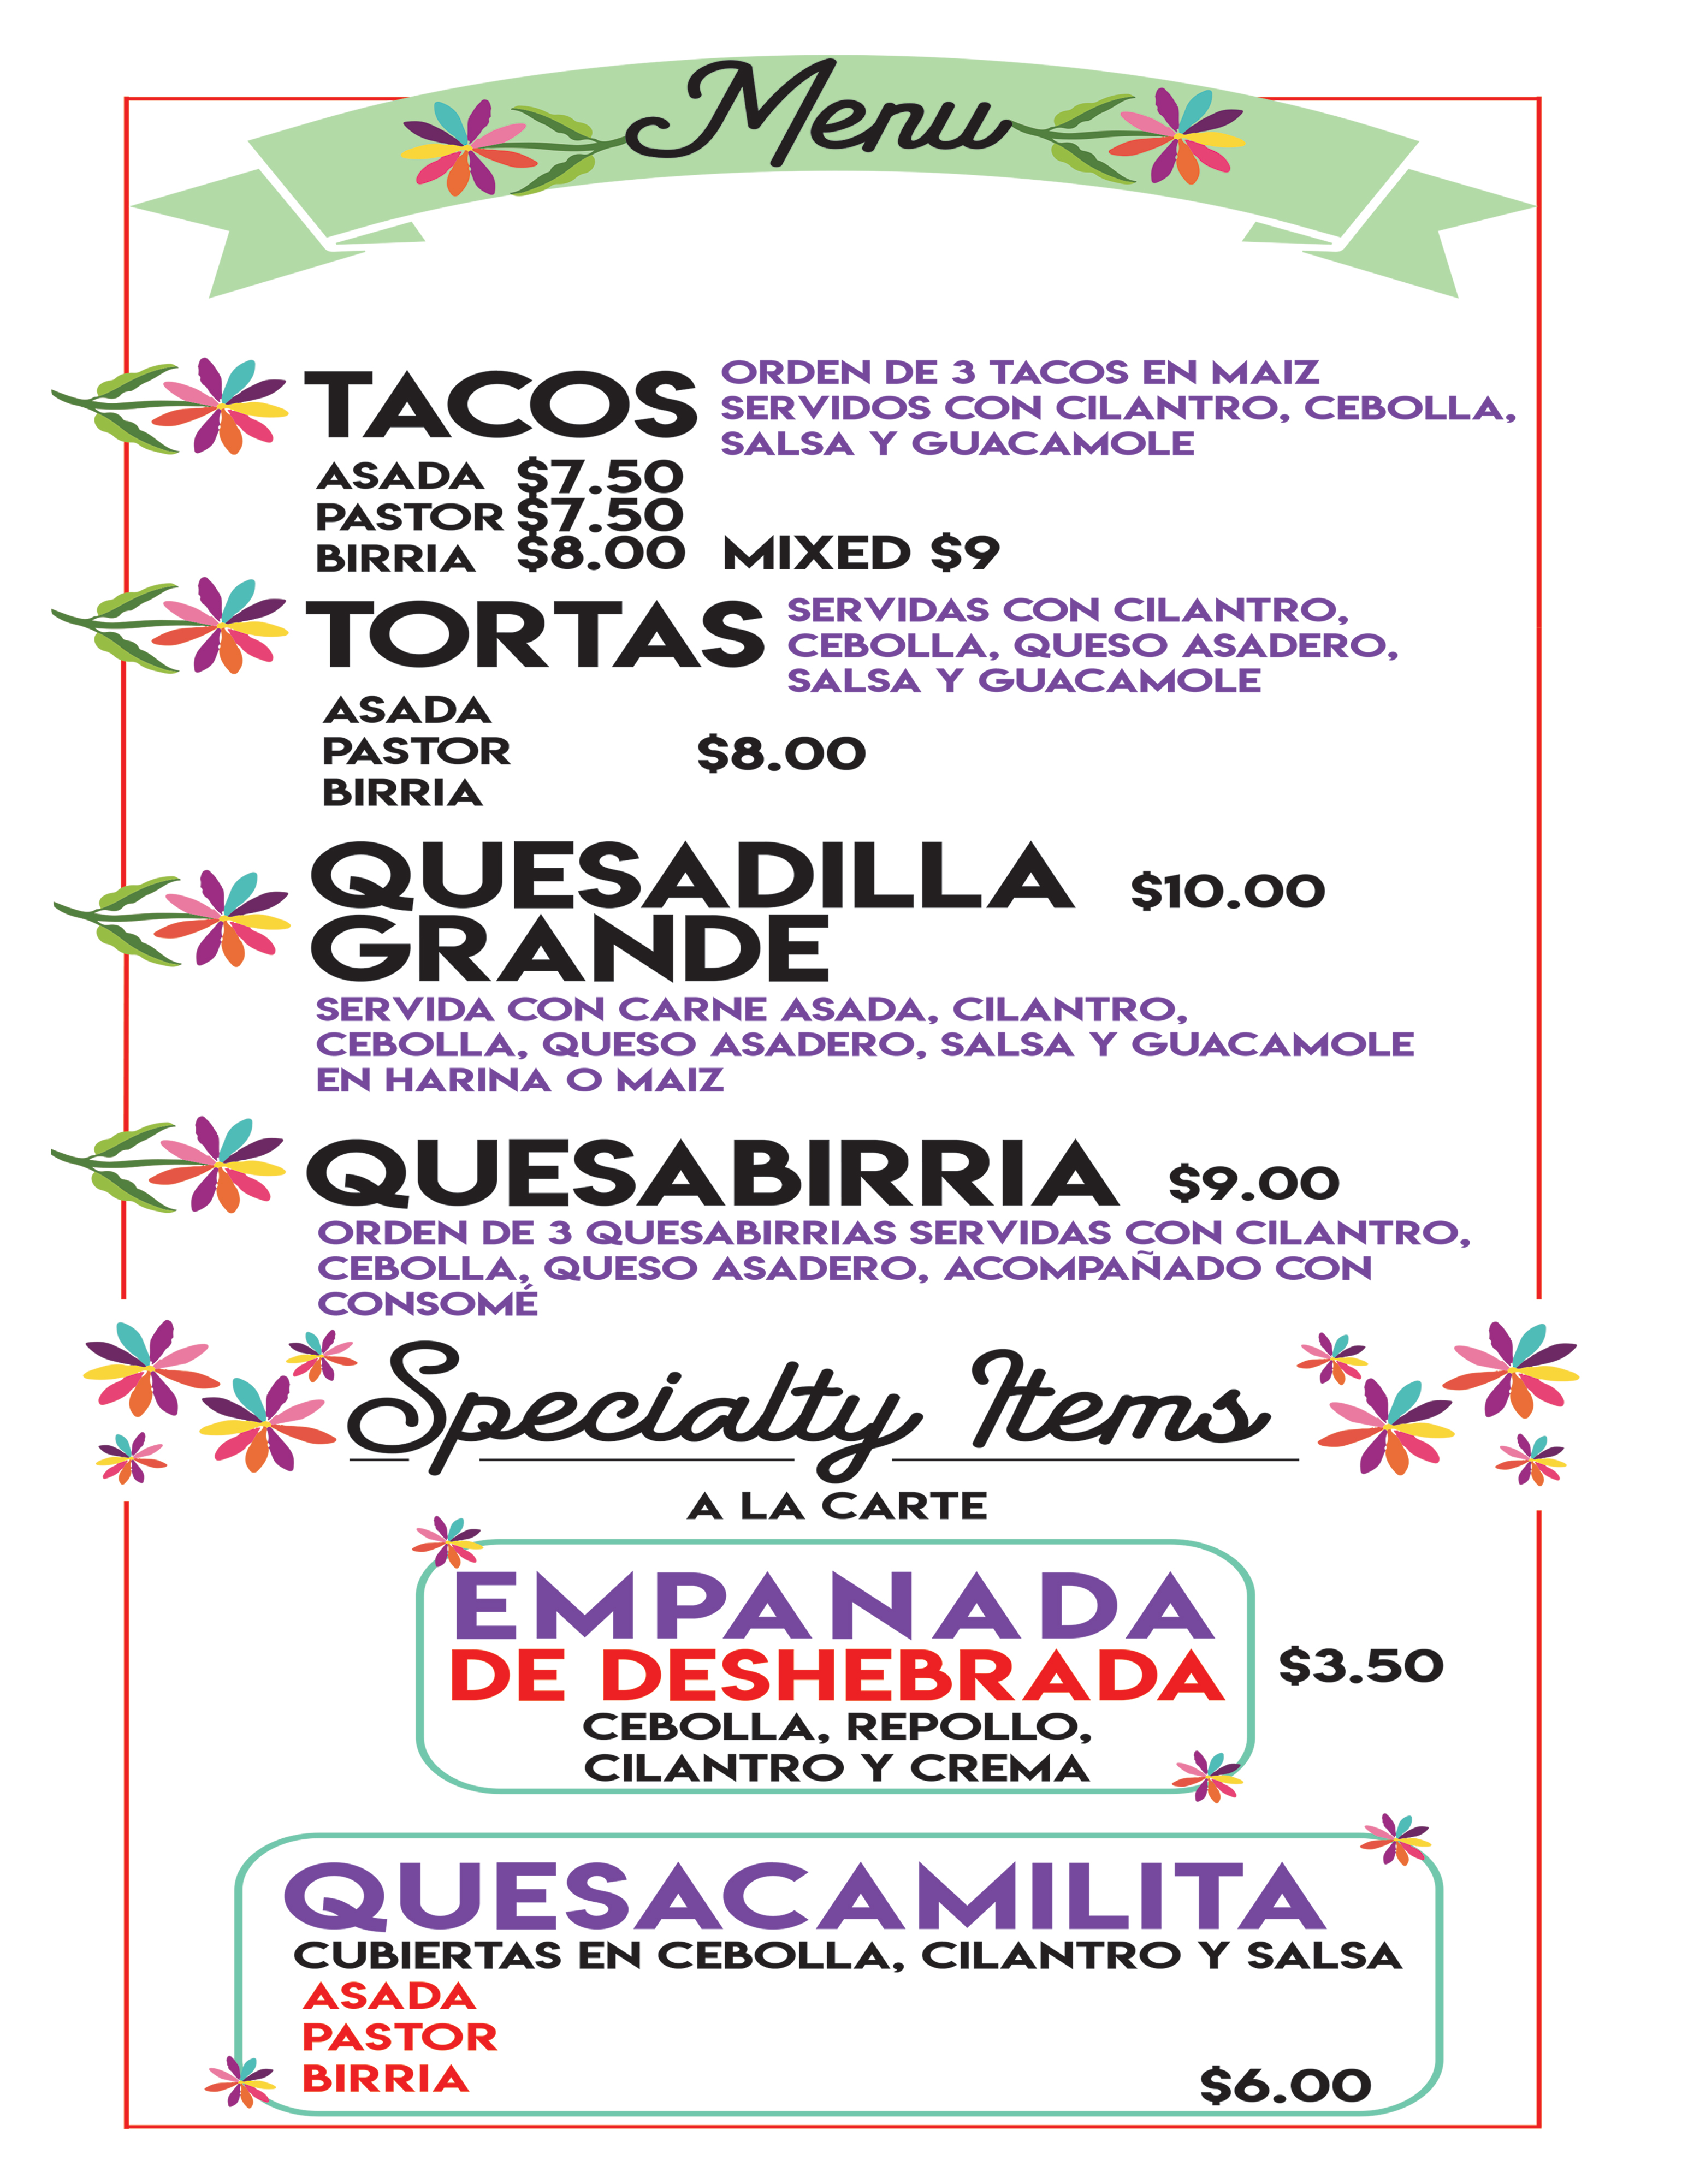 Menu
TACOS
ORDEN DE 3 TACOS EN MAIZ
SERVIDOS CON CILANTRO, CEBOLLA,
SALSA Y GUACAMOLE
ASADA $7.50
PASTOR $7.50
BIRRIA $8.00 MIXED $9
TORTAS
SERVIDAS CON CILANTRO,
CEBOLLA, QUESO ASADERO,
SALSA Y GUACAMOLE
ASADA
PASTOR $8.00
BIRRIA
QUESADILLA $10.00
GRANDE
SERVIDA CON CARNE ASADA, CILANTRO,
CEBOLLA, QUESO ASADERO, SALSA Y GUACAMOLE
EN HARINA O MAIZ
QUESABIRRIA $9.00
ORDEN DE 3 QUESABIRRIAS SERVIDAS CON CILANTRO,
CEBOLLA, QUESO ASADERO, ACOMPAÑADO CON
CONSOMÉ
Specialty Items
A LA CARTE
EMPANADA
DE DESHEBRADA $3.50
CEBOLLA, REPOLLO,
CILANTRO Y CREMA
QUESACAMILITA
CUBIERTAS EN CEBOLLA, CILANTRO Y SALSA
ASADA
PASTOR
BIRRIA $6.00